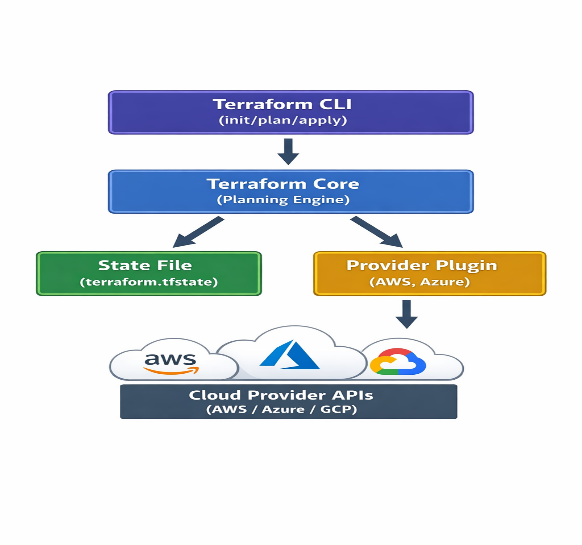 Terraform CLI
(init/plan/apply)
Terraform Core
(Planning Engine)
State File
(terraform.tfstate)
Provider Plugin
(AWS, Azure)
aws
Cloud Provider APIs
(AWS / Azure / GCP)